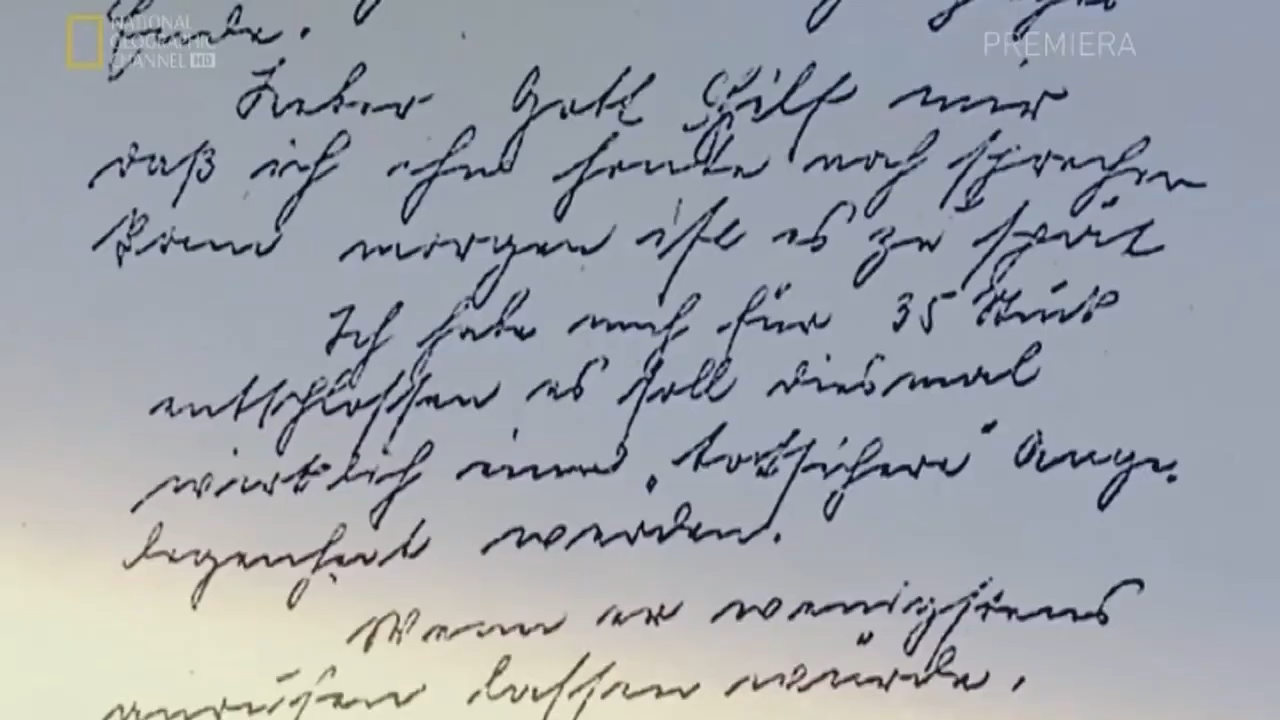 NATIONAL
GEOGRAPHIC
CHANNEL HD
PREMIERA
heute.
Lieber Gott hilf mir
daß ich ihn heute noch sprechen
kann morgen ist es zu spät
Ich habe mich für 35 Stück
entschlossen es soll diesmal
wirklich eine „totsichere" Ange-
legenheit werden.
Wenn er wenigstens
anrufen lassen würde.